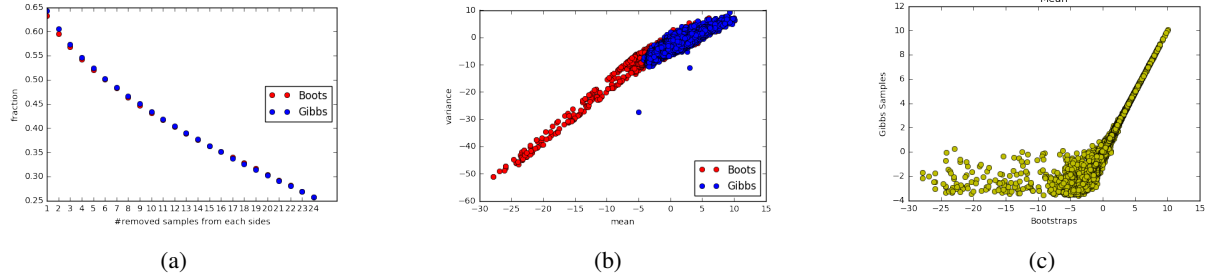 0.65
0.60
0.55
0.50
0.45
0.40
0.35
0.30
0.25
fraction
Boots
Gibbs
1 2 3 4 5 6 7 8 9 10 11 12 13 14 15 16 17 18 19 20 21 22 23 24
#removed samples from each sides
(a)
20
10
0
−10
−20
−30
−40
−50
−60
variance
Boots
Gibbs
−30 −25 −20 −15 −10 −5 0 5 10 15
mean
(b)
Mean
12
10
8
6
4
2
0
−2
−4
Gibbs Samples
−30 −25 −20 −15 −10 −5 0 5 10 15
Bootstraps
(c)